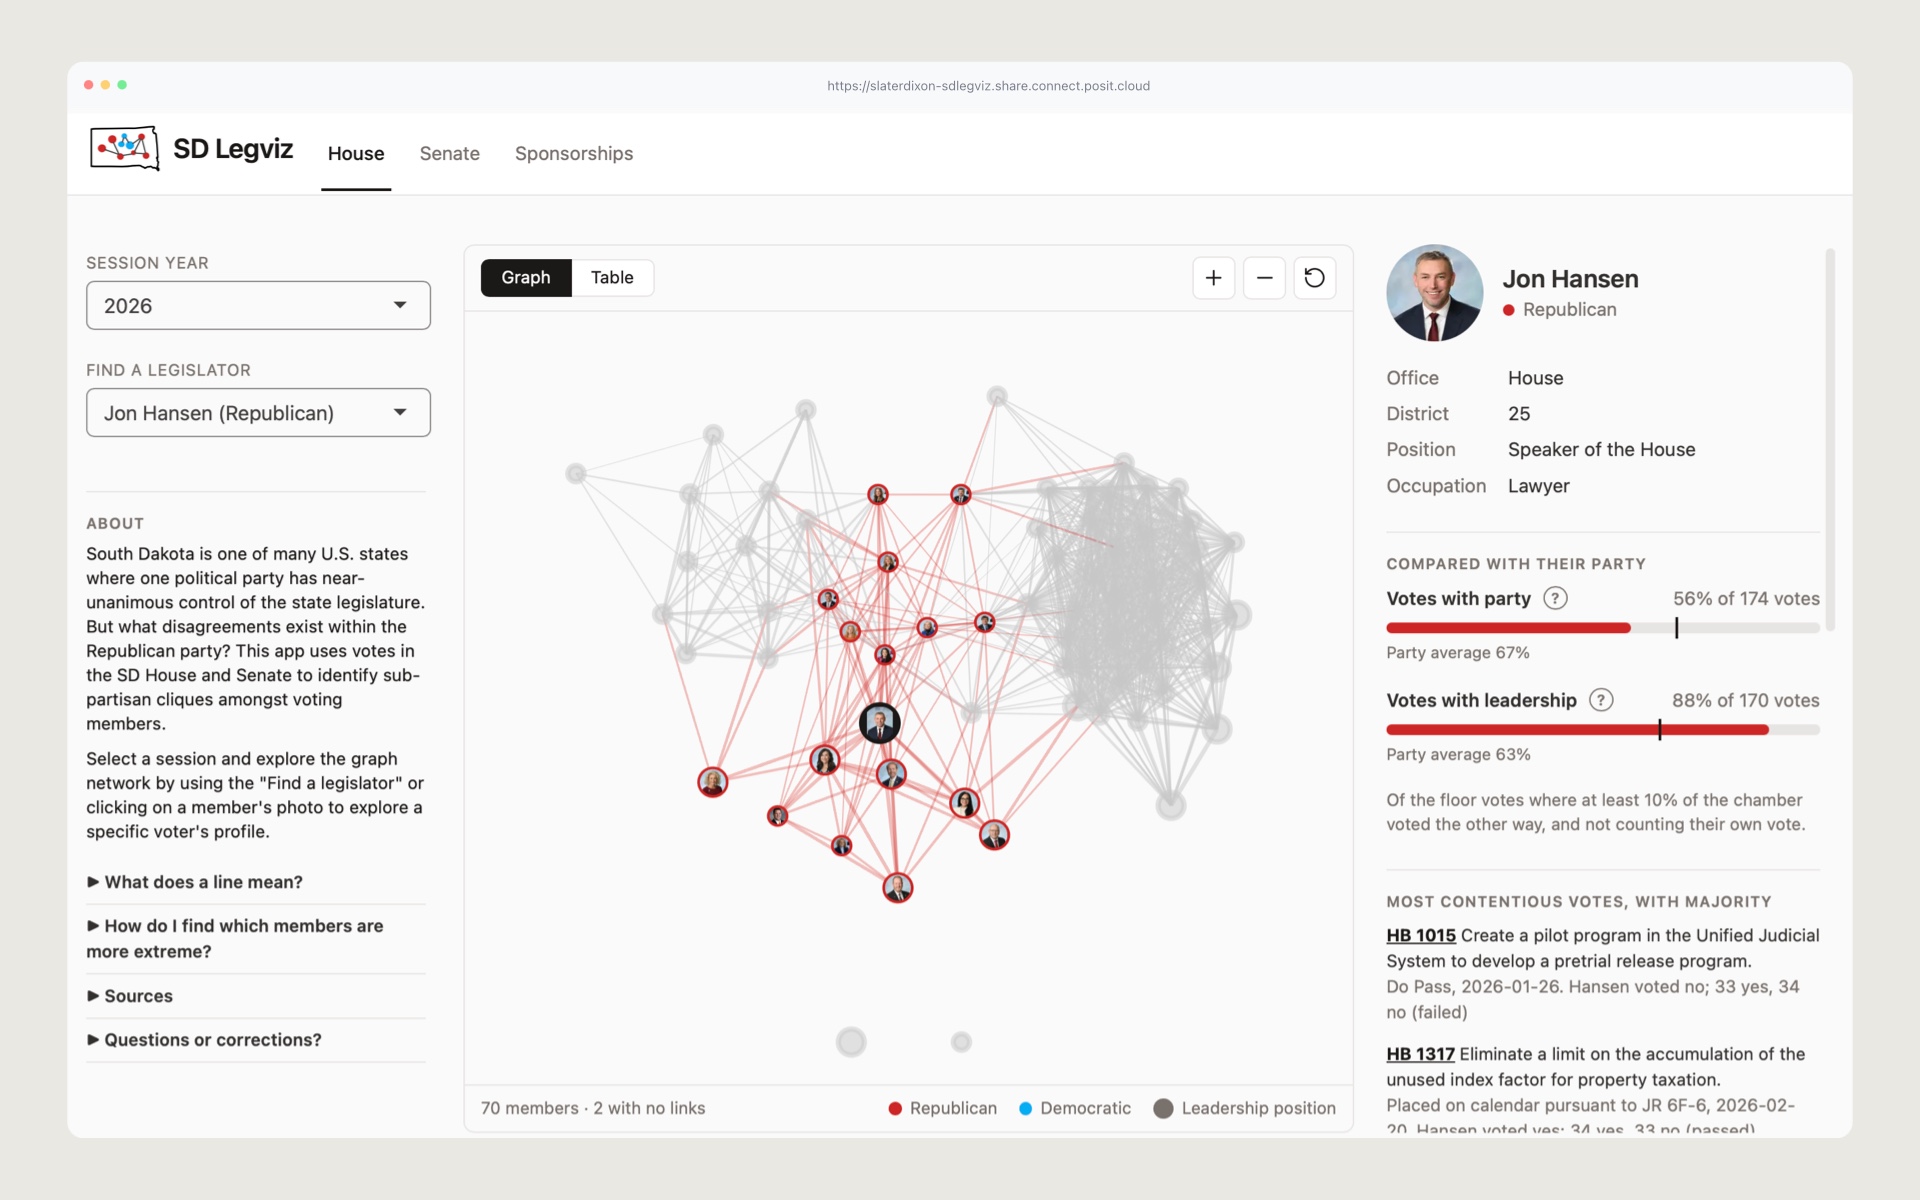 https://slaterdixon-sdlegviz.share.connect.posit.cloud
SD Legviz
House
Senate
Sponsorships
SESSION YEAR
2026
FIND A LEGISLATOR
Jon Hansen (Republican)
ABOUT
South Dakota is one of many U.S. states
where one political party has near-
unanimous control of the state legislature.
But what disagreements exist within the
Republican party? This app uses votes in
the SD House and Senate to identify sub-
partisan cliques amongst voting
members.
Select a session and explore the graph
network by using the "Find a legislator" or
clicking on a member's photo to explore a
specific voter's profile.
What does a line mean?
How do I find which members are
more extreme?
Sources
Questions or corrections?
Graph
Table
70 members · 2 with no links
Republican
Democratic
Leadership position
Jon Hansen
Republican
Office House
District 25
Position Speaker of the House
Occupation Lawyer
COMPARED WITH THEIR PARTY
Votes with party ? 56% of 174 votes
Party average 67%
Votes with leadership ? 88% of 170 votes
Party average 63%
Of the floor votes where at least 10% of the chamber
voted the other way, and not counting their own vote.
MOST CONTENTIOUS VOTES, WITH MAJORITY
HB 1015 Create a pilot program in the Unified Judicial
System to develop a pretrial release program.
Do Pass, 2026-01-26. Hansen voted no; 33 yes, 34
no (failed)
HB 1317 Eliminate a limit on the accumulation of the
unused index factor for property taxation.
Placed on calendar pursuant to JR 6F-6, 2026-02-
20. Hansen voted yes; 34 yes, 33 no (passed)